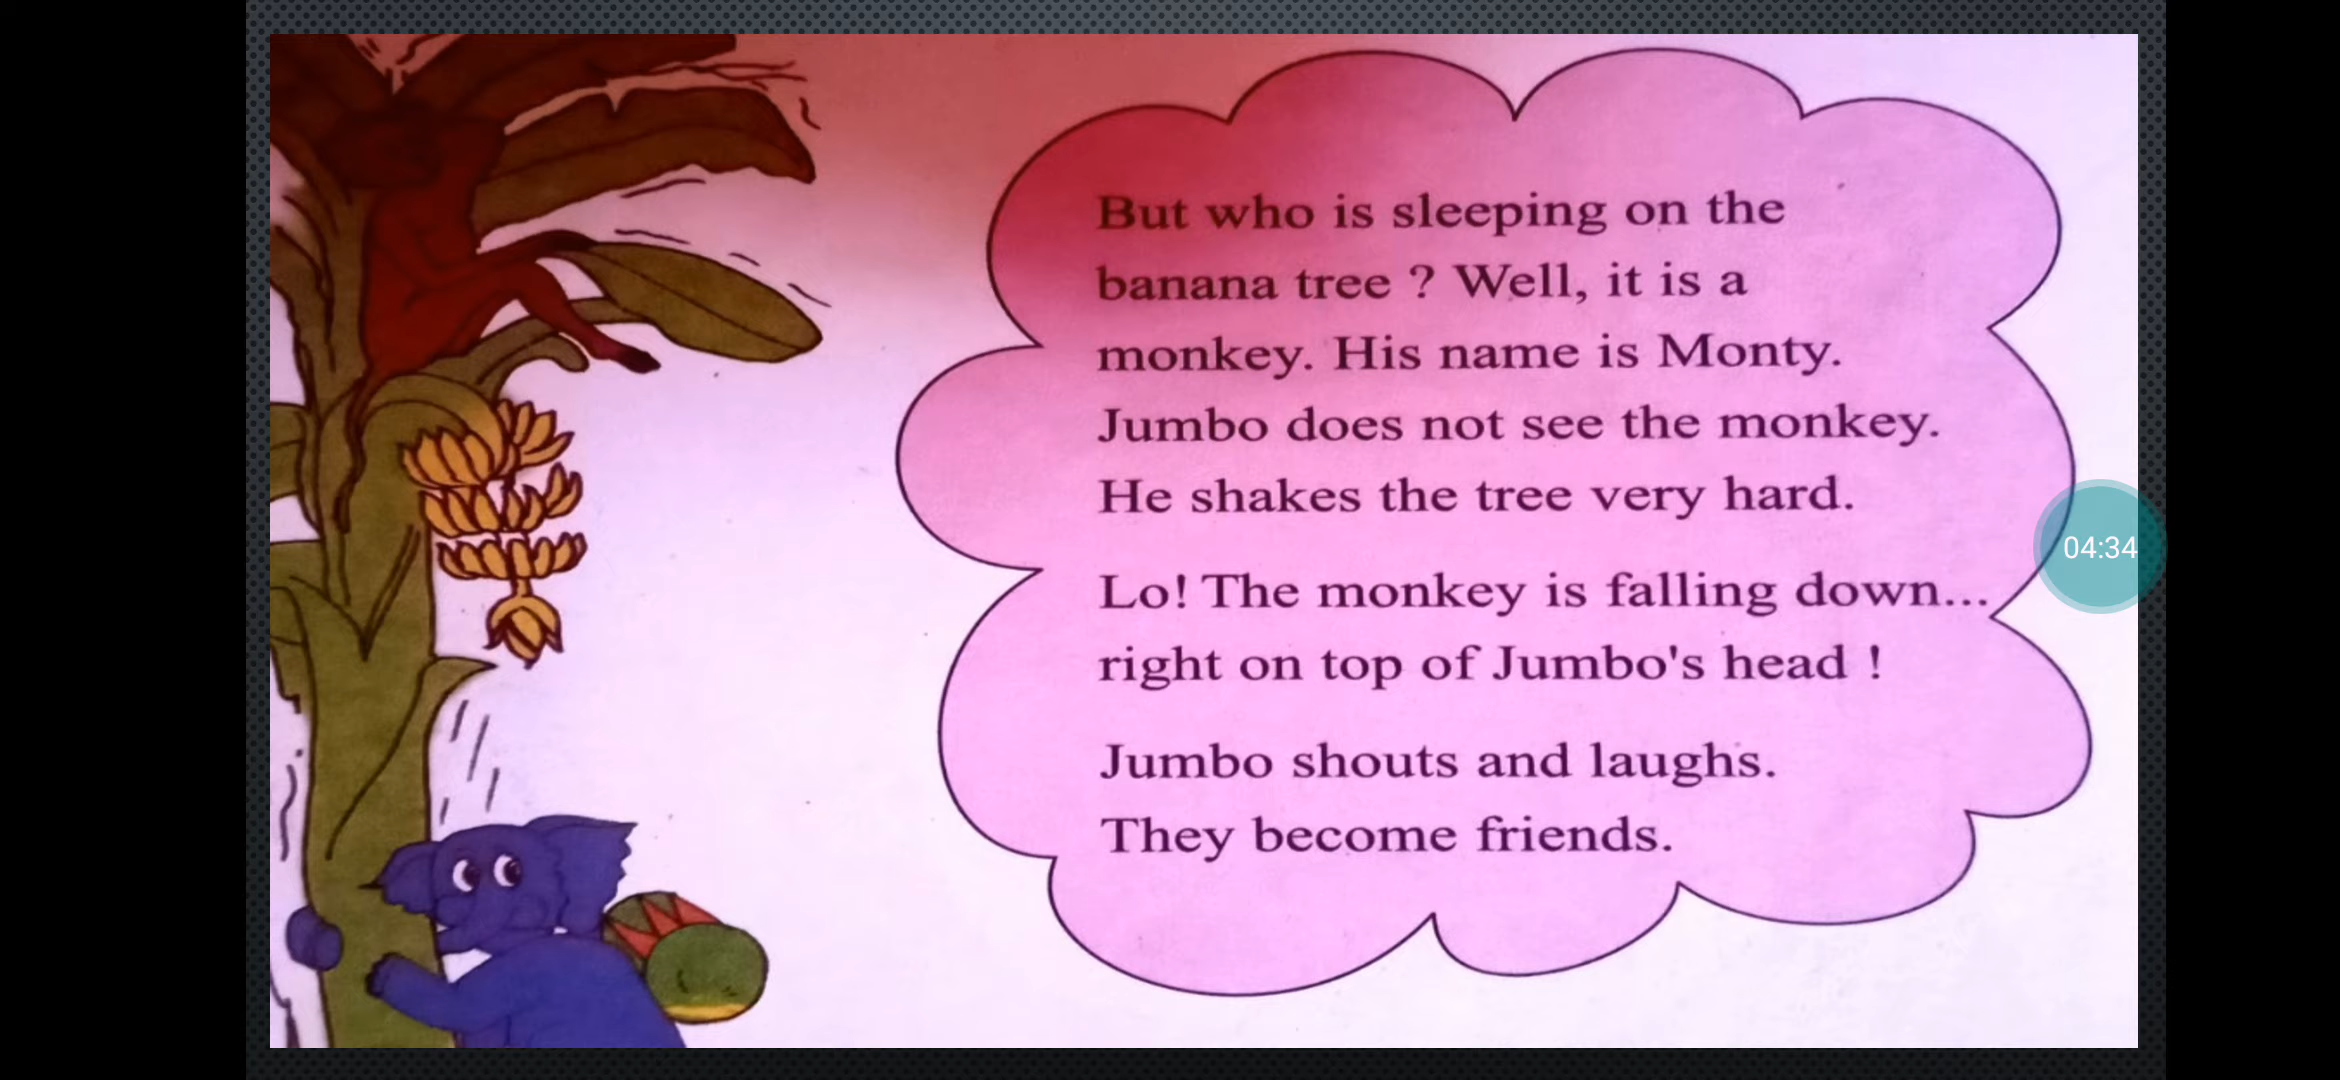 But who is sleeping on the
banana tree ? Well, it is a
monkey. His name is Monty.
Jumbo does not see the monkey.
He shakes the tree very hard.
Lo! The monkey is falling down...
right on top of Jumbo's head !
Jumbo shouts and laughs.
They become friends.
04:34